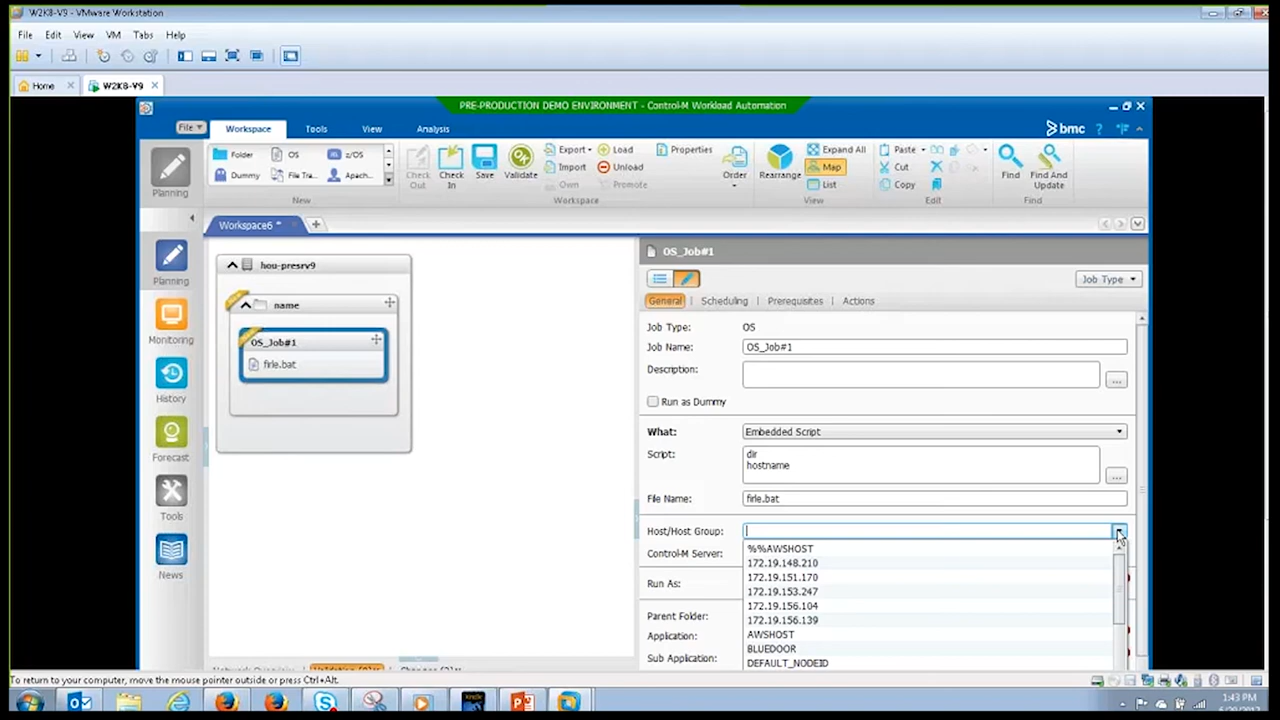 W2K8-V9 - VMware Workstation
File Edit View VM Tabs Help
Home W2K8-V9
PRE-PRODUCTION DEMO ENVIRONMENT - Control-M Workload Automation
File Workspace Tools View Analysis bmc ?
Planning
Folder OS z/OS
Dummy File Tra... Apach...
New
Check Out
Check In
Save
Validate
Export Load Properties
Import Unload
Own Promote
Order
Workspace
Rearrange
Expand All
Map
List
View
Paste
Cut
Copy
Edit
Find
Find And Update
Find
Workspace6 *
Planning
Monitoring
History
Forecast
Tools
News
hou-presrv9
name
OS_Job#1
firle.bat
OS_Job#1
Job Type
General Scheduling Prerequisites Actions
Job Type: OS
Job Name: OS_Job#1
Description:
...
Run as Dummy
What: Embedded Script
Script: dir
hostname
...
File Name: firle.bat
Host/Host Group:
%%AWSHOST
Control-M Server:
172.19.148.210
172.19.151.170
Run As:
172.19.153.247
172.19.156.104
Parent Folder:
172.19.156.139
Application:
AWSHOST
BLUEDOOR
Sub Application:
DEFAULT_NODEID
To return to your computer, move the mouse pointer outside or press Ctrl+Alt.
1:43 PM